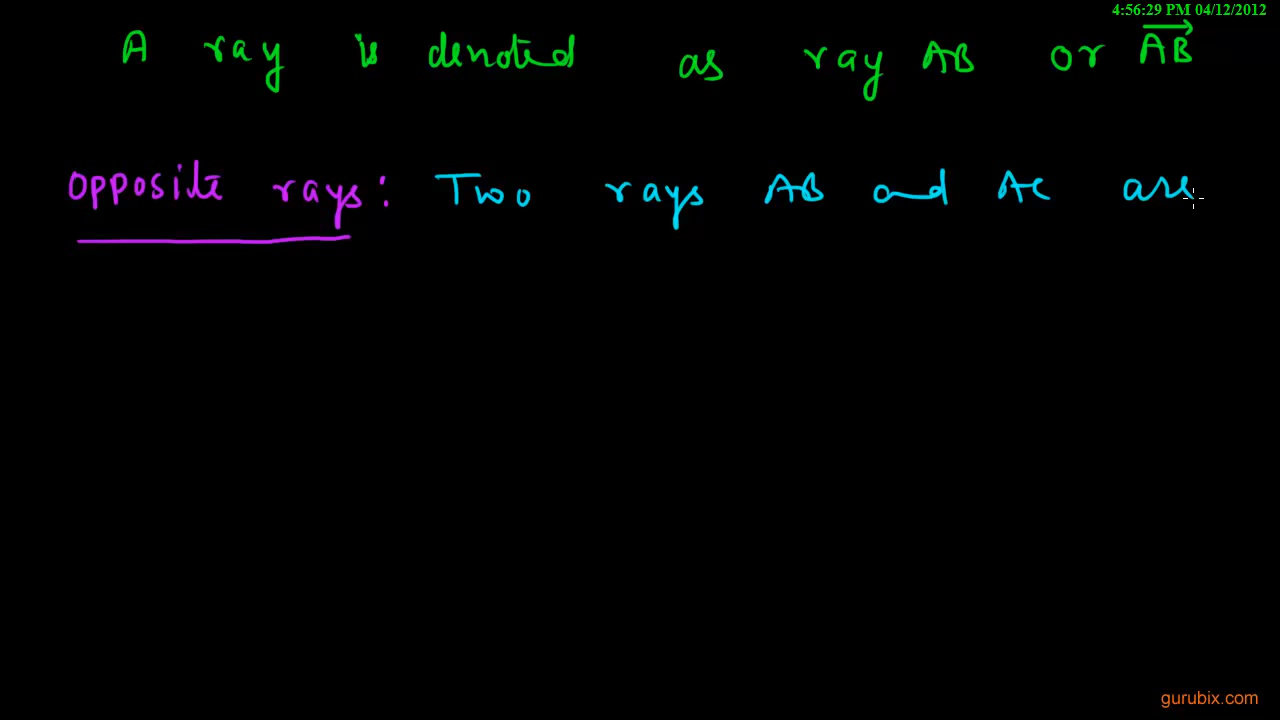 4:56:29 PM 04/12/2012
A ray is denoted as ray AB or \overrightarrow{AB}
Opposite rays: Two rays AB and AC are
gurubix.com